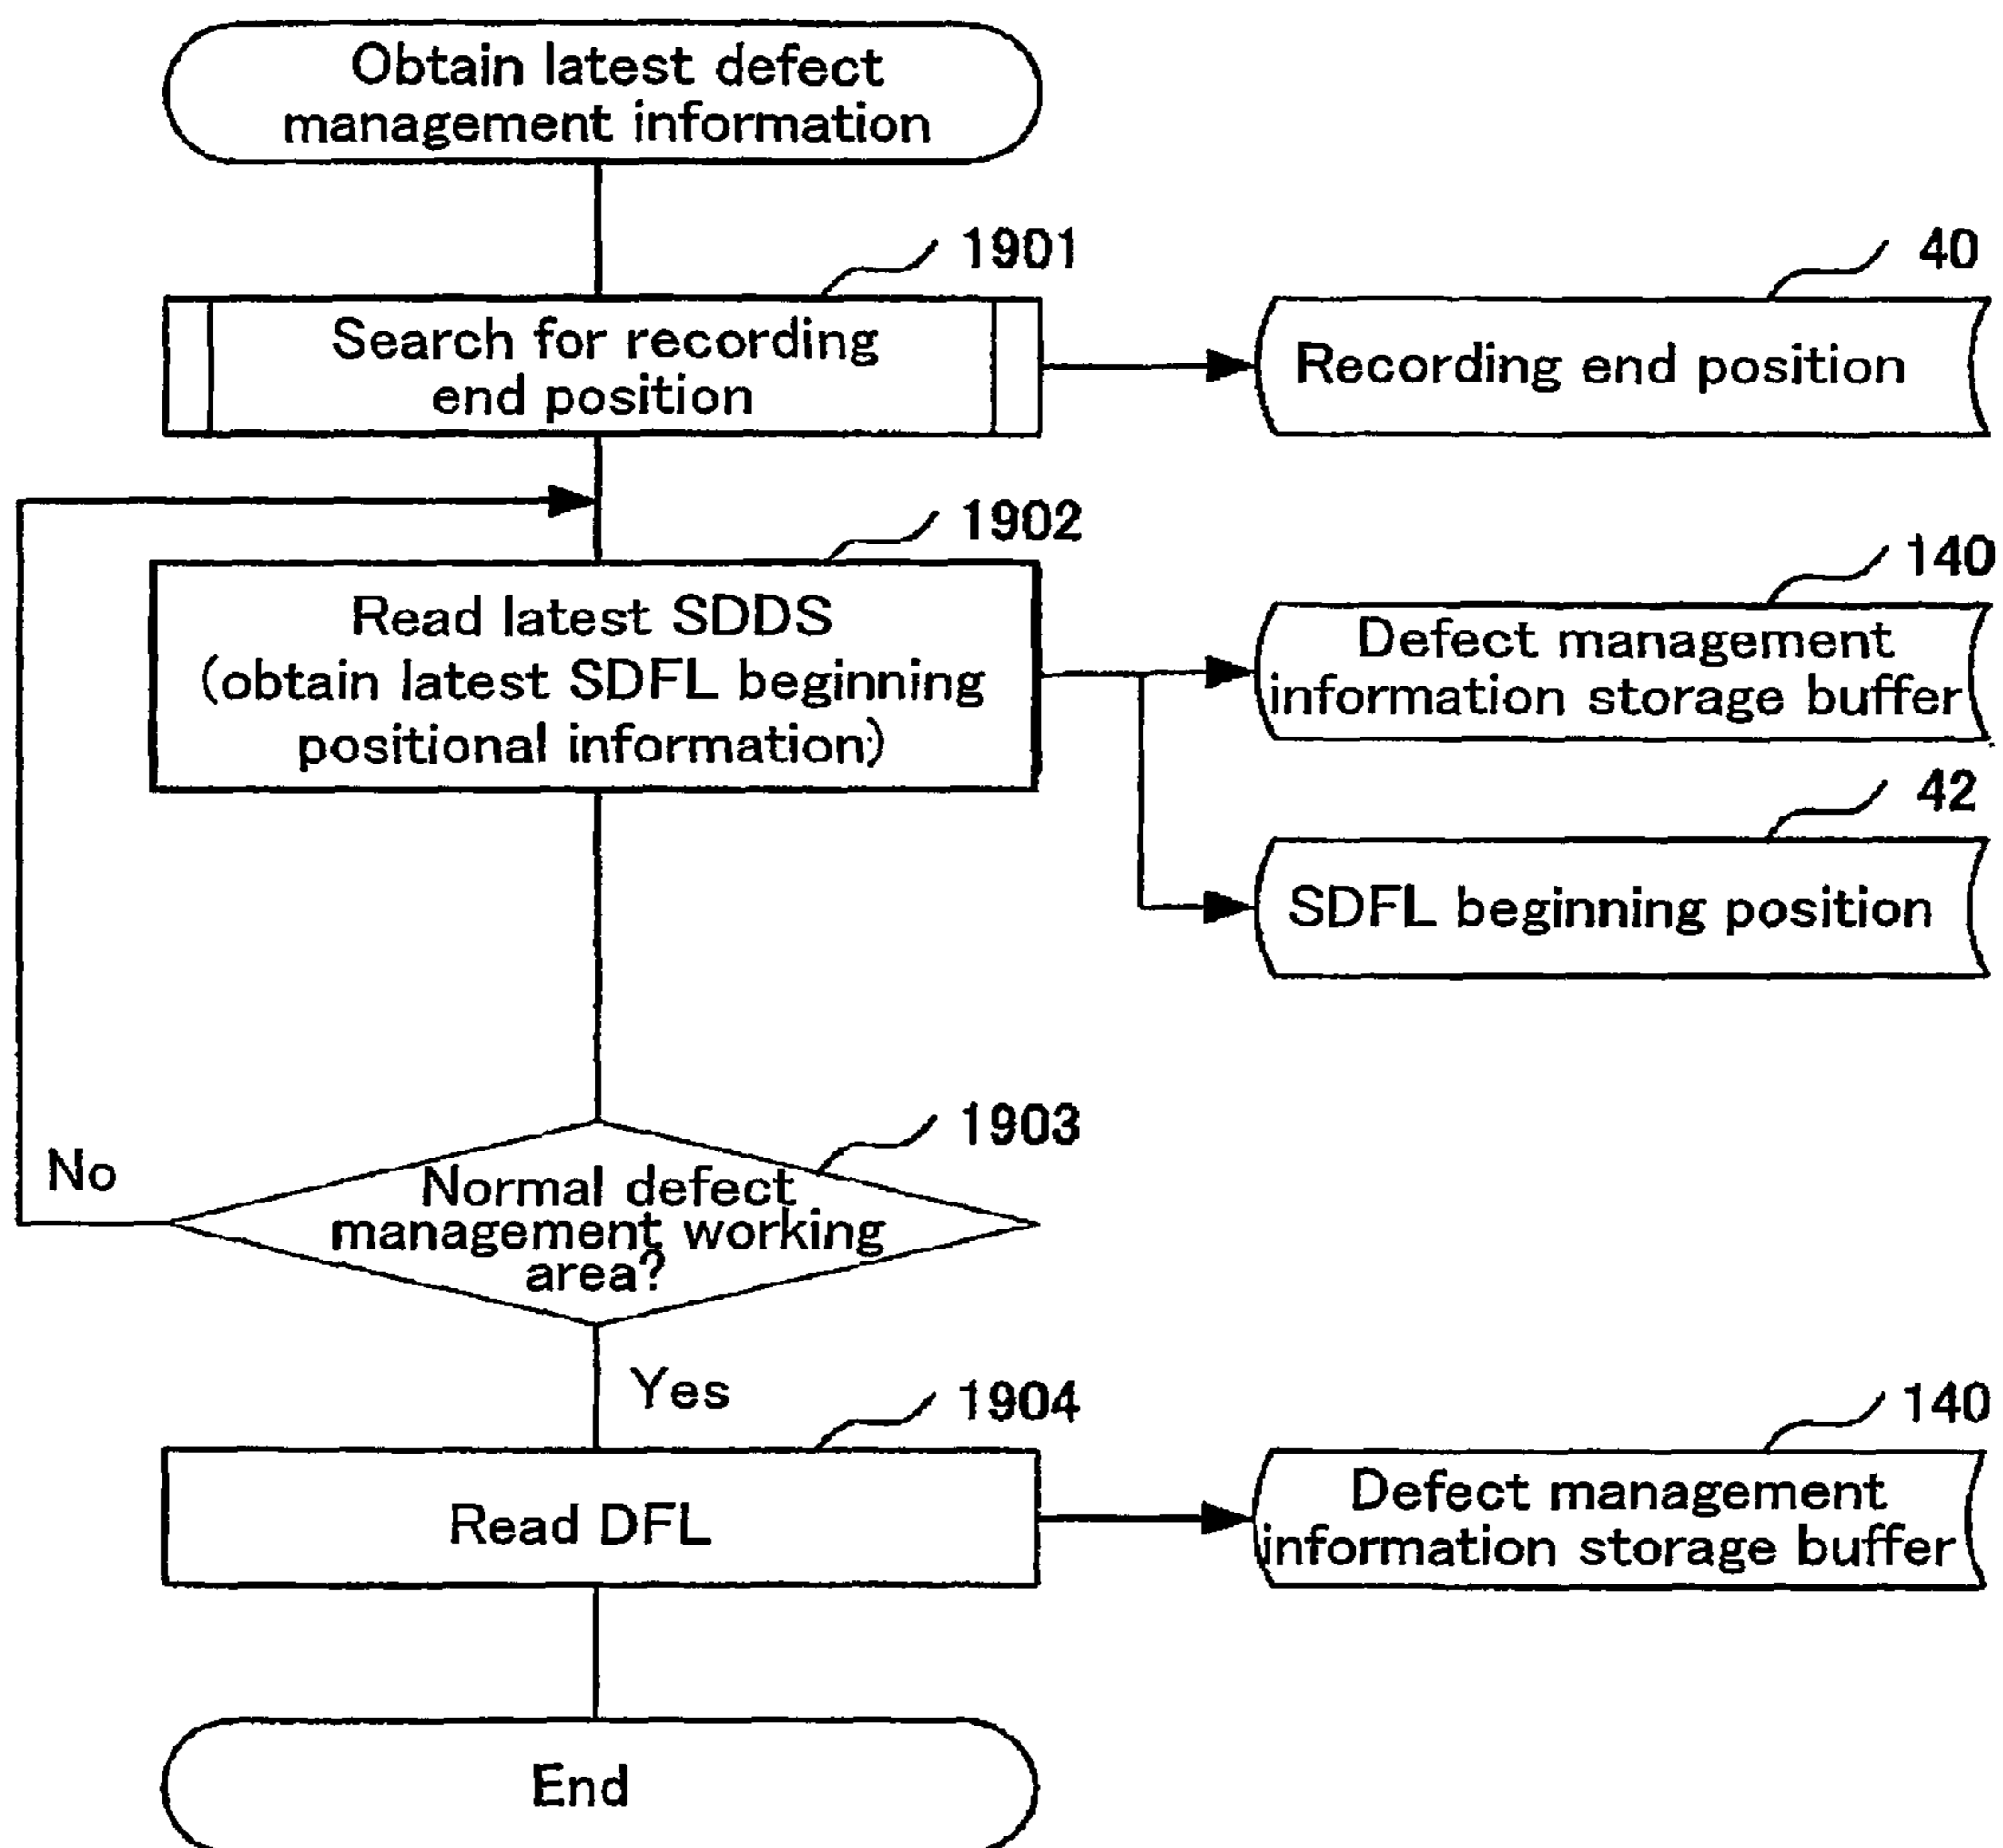 Obtain latest defect
management information
1901
40
Search for recording
end position
Recording end position
1902
140
Read latest SDDS
(obtain latest SDFL beginning
positional information)
Defect management
information storage buffer
42
SDFL beginning position
1903
No
Normal defect
management working
area?
Yes
1904
140
Read DFL
Defect management
information storage buffer
End